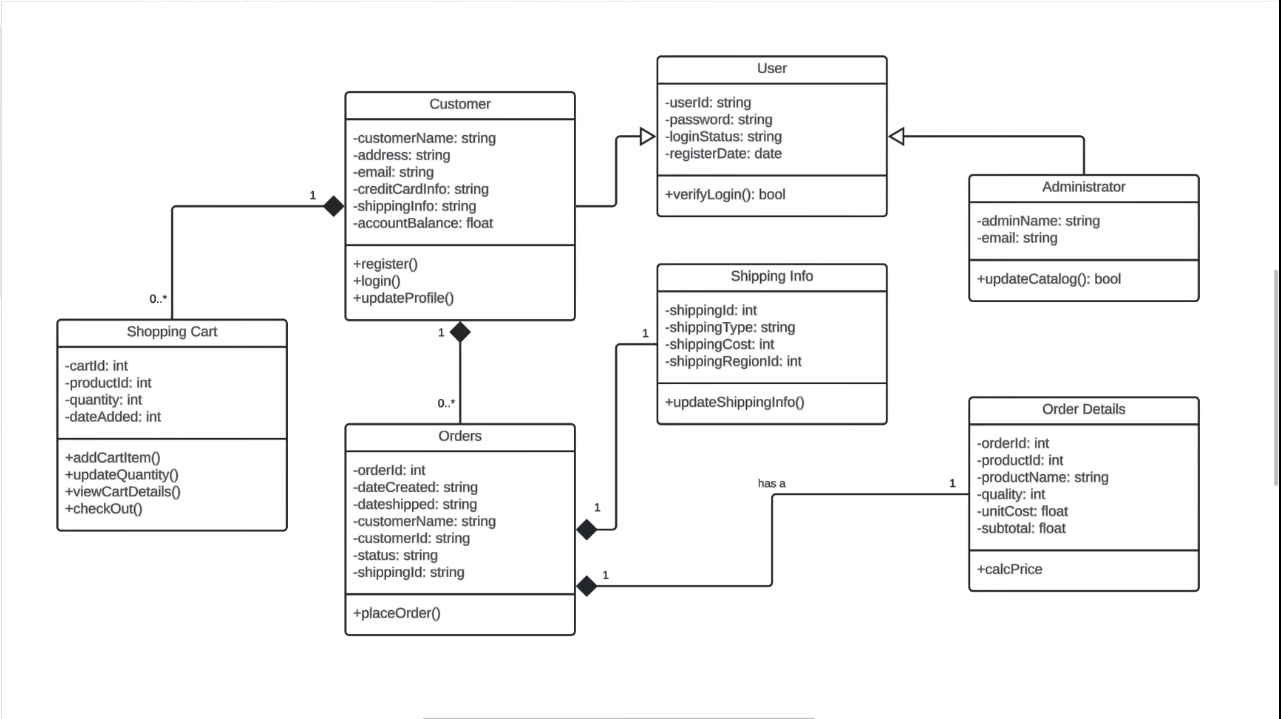 User
-userId: string
-password: string
-loginStatus: string
-registerDate: date
+verifyLogin(): bool
Customer
-customerName: string
-address: string
-email: string
-creditCardInfo: string
-shippingInfo: string
-accountBalance: float
+register()
+login()
+updateProfile()
Administrator
-adminName: string
-email: string
+updateCatalog(): bool
1
0..*
Shopping Cart
-cartId: int
-productId: int
-quantity: int
-dateAdded: int
+addCartItem()
+updateQuantity()
+viewCartDetails()
+checkOut()
1
0..*
Orders
-orderId: int
-dateCreated: string
-dateshipped: string
-customerName: string
-customerId: string
-status: string
-shippingId: string
+placeOrder()
Shipping Info
-shippingId: int
-shippingType: string
-shippingCost: int
-shippingRegionId: int
+updateShippingInfo()
1
1
Order Details
-orderId: int
-productId: int
-productName: string
-quality: int
-unitCost: float
-subtotal: float
+calcPrice
has a
1
1